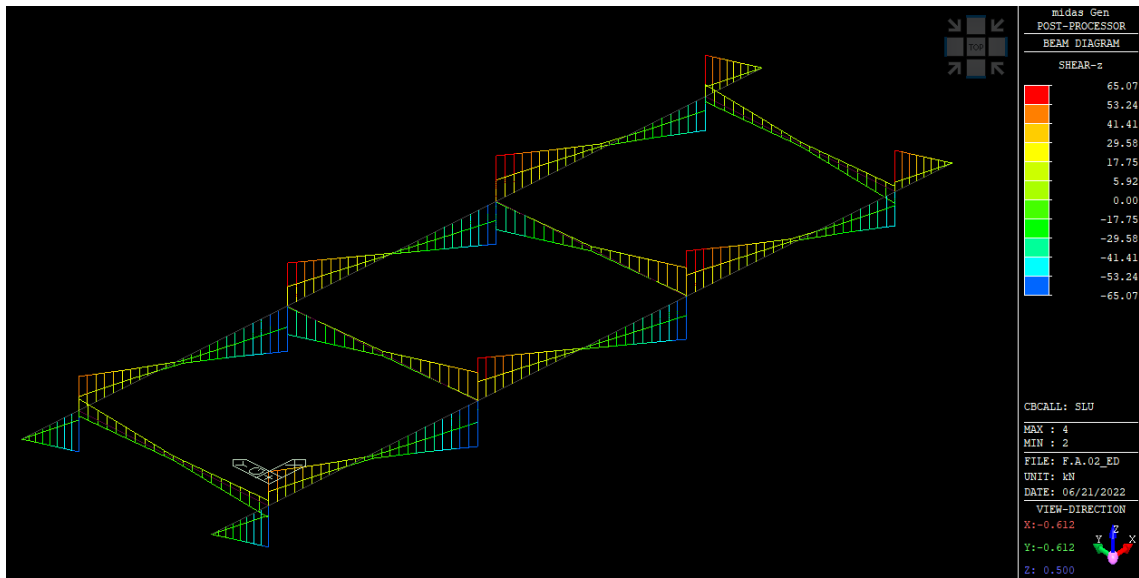 TOP
midas Gen
POST-PROCESSOR
BEAM DIAGRAM
SHEAR-z
65.07
53.24
41.41
29.58
17.75
5.92
0.00
-17.75
-29.58
-41.41
-53.24
-65.07
CBCALL: SLU
MAX : 4
MIN : 2
FILE: F.A.02_ED
UNIT: kN
DATE: 06/21/2022
VIEW-DIRECTION
X:-0.612
Y:-0.612
Z: 0.500
Z
Y
X